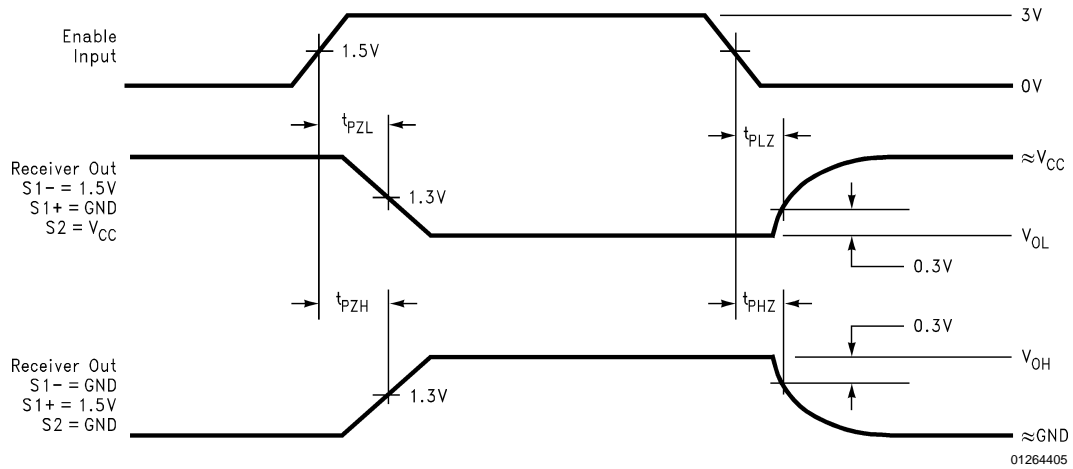 Enable
Input
1.5V
3V
0V
tPZL
tPLZ
Receiver Out
S1− = 1.5V
S1+ = GND
S2 = VCC
1.3V
≈VCC
VOL
0.3V
tPZH
tPHZ
0.3V
Receiver Out
S1− = GND
S1+ = 1.5V
S2 = GND
1.3V
VOH
≈GND
01264405